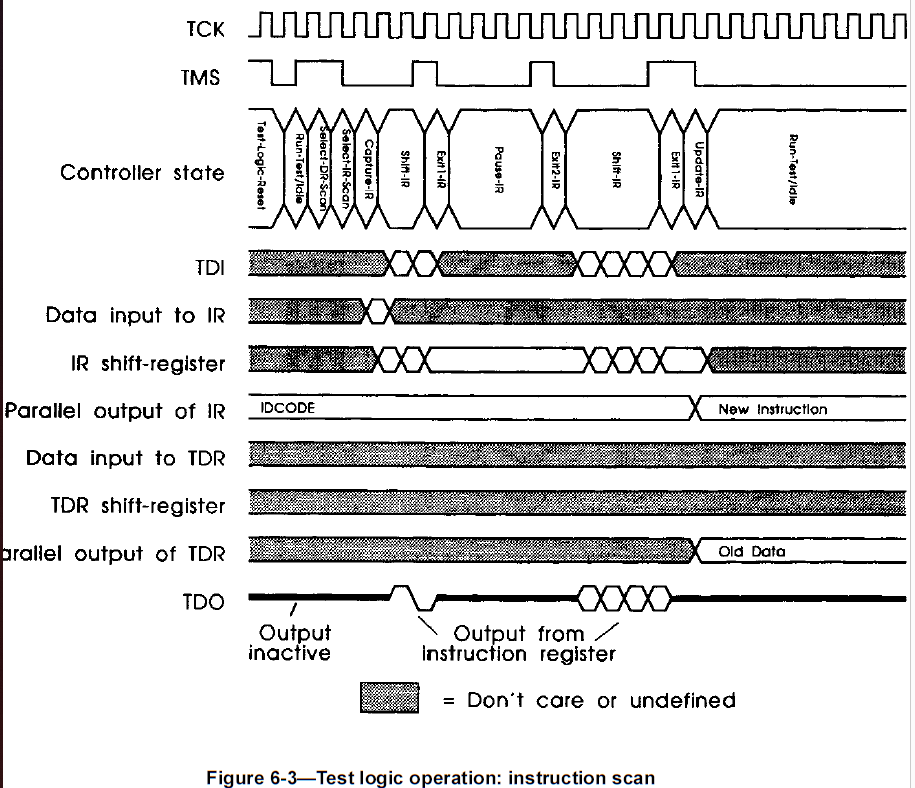 TCK
TMS
Controller state
Test-Logic-Reset
Run-Test/Idle
Select-DR-Scan
Select-IR-Scan
Capture-IR
Shift-IR
Exit1-IR
Pause-IR
Exit2-IR
Shift-IR
Exit1-IR
Update-IR
Run-Test/Idle
TDI
Data input to IR
IR shift-register
Parallel output of IR
IDCODE
New Instruction
Data input to TDR
TDR shift-register
arallel output of TDR
Old Data
TDO
Output inactive
Output from
Instruction register
= Don't care or undefined
Figure 6-3—Test logic operation: instruction scan